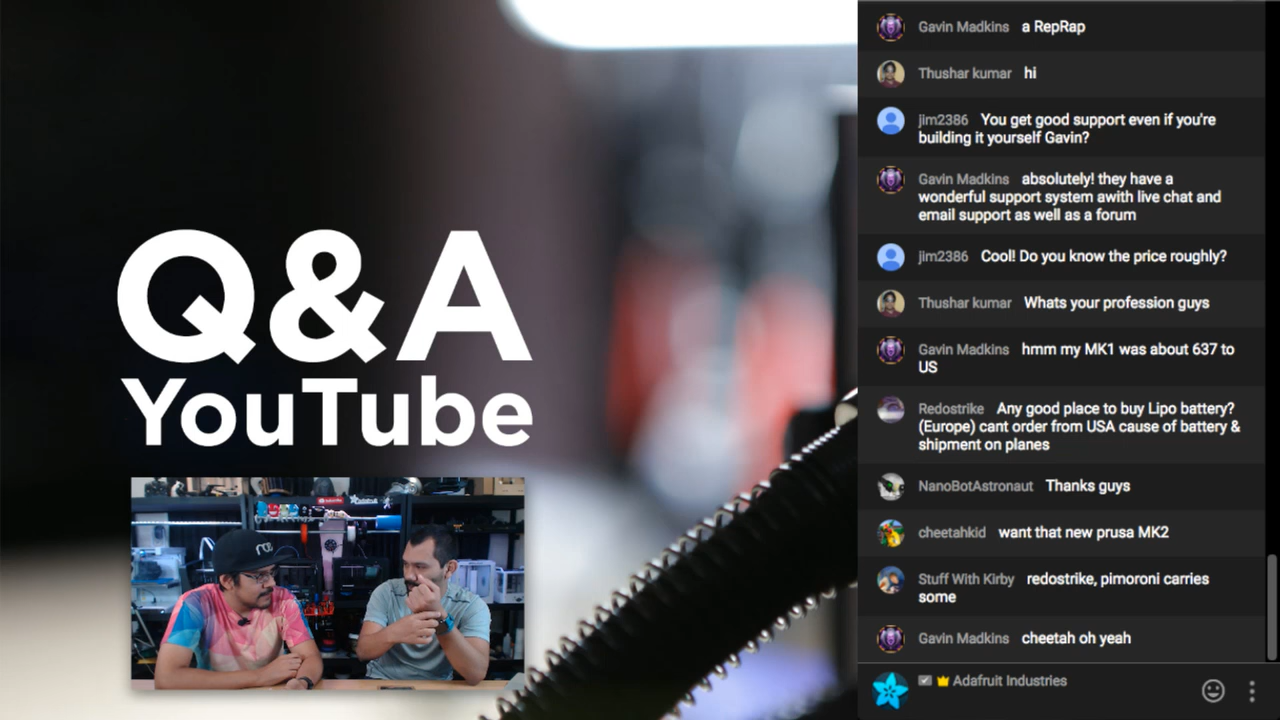 Q&A
YouTube
Gavin Madkins a RepRap
Thushar kumar hi
jim2386 You get good support even if you're
building it yourself Gavin?
Gavin Madkins absolutely! they have a
wonderful support system awith live chat and
email support as well as a forum
jim2386 Cool! Do you know the price roughly?
Thushar kumar Whats your profession guys
Gavin Madkins hmm my MK1 was about 637 to
US
Redostrike Any good place to buy Lipo battery?
(Europe) cant order from USA cause of battery &
shipment on planes
NanoBotAstronaut Thanks guys
cheetahkid want that new prusa MK2
Stuff With Kirby redostrike, pimoroni carries
some
Gavin Madkins cheetah oh yeah
Adafruit Industries